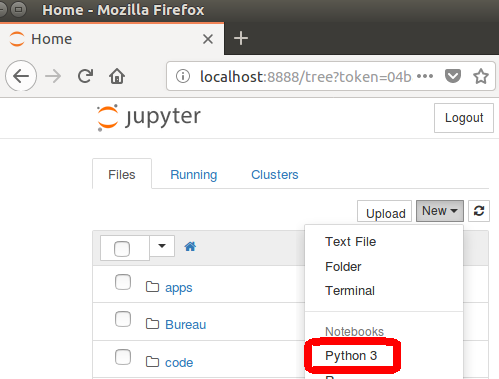 Home - Mozilla Firefox
Home
localhost:8888/tree?token=04b
jupyter
Logout
Files
Running
Clusters
Upload
New
Text File
Folder
Terminal
Notebooks
Python 3
apps
Bureau
code